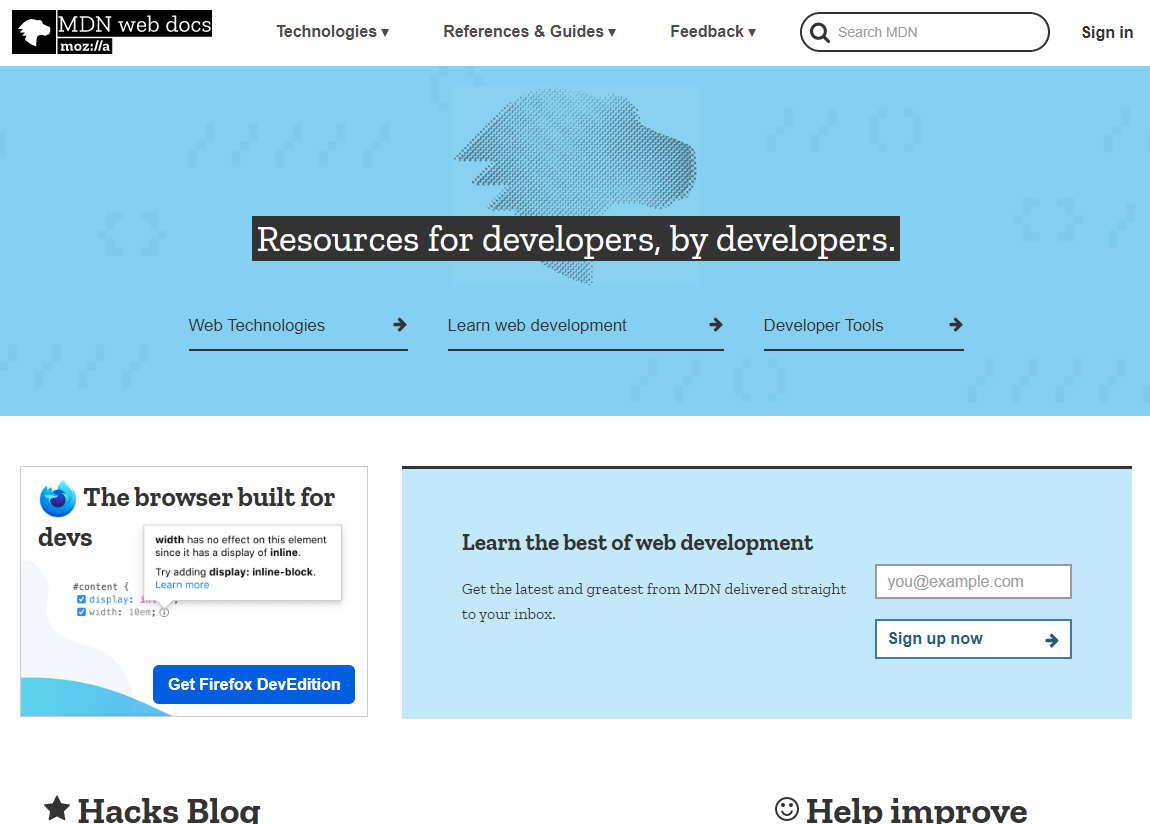 MDN web docs
moz://a
Technologies ▾
References & Guides ▾
Feedback ▾
Search MDN
Sign in
Resources for developers, by developers.
Web Technologies
Learn web development
Developer Tools
The browser built for
devs
width has no effect on this element
since it has a display of inline.
Try adding display: inline-block.
Learn more
#content {
display:
width: 10em;
Get Firefox DevEdition
Learn the best of web development
Get the latest and greatest from MDN delivered straight
to your inbox.
you@example.com
Sign up now
Hacks Blog
Help improve